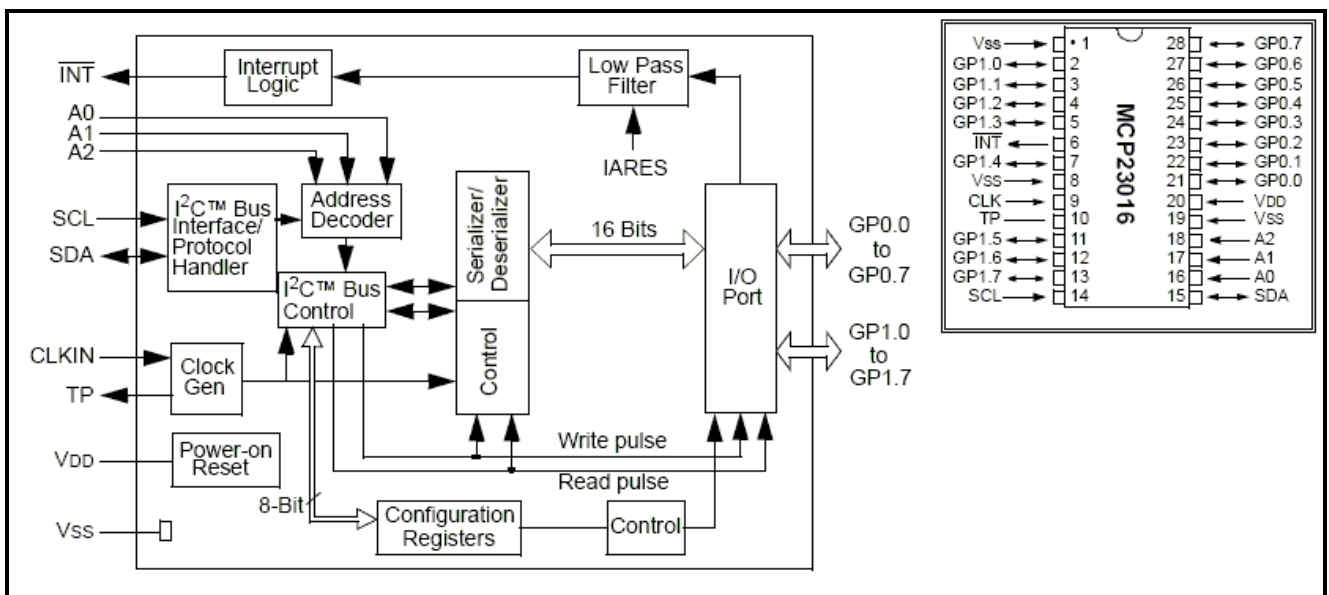 INT
A0
A1
A2
SCL
SDA
CLKIN
TP
VDD
VSS
Interrupt
Logic
Low Pass
Filter
IARES
I²C™ Bus
Interface/
Protocol
Handler
Address
Decoder
I²C™ Bus
Control
Serializer/
Deserializer
Control
16 Bits
I/O
Port
GP0.0
to
GP0.7
GP1.0
to
GP1.7
Clock
Gen
Power-on
Reset
Write pulse
Read pulse
8-Bit
Configuration
Registers
Control
MCP23016
Vss 1 28 GP0.7
GP1.0 2 27 GP0.6
GP1.1 3 26 GP0.5
GP1.2 4 25 GP0.4
GP1.3 5 24 GP0.3
INT 6 23 GP0.2
GP1.4 7 22 GP0.1
VSS 8 21 GP0.0
CLK 9 20 VDD
TP 10 19 VSS
GP1.5 11 18 A2
GP1.6 12 17 A1
GP1.7 13 16 A0
SCL 14 15 SDA